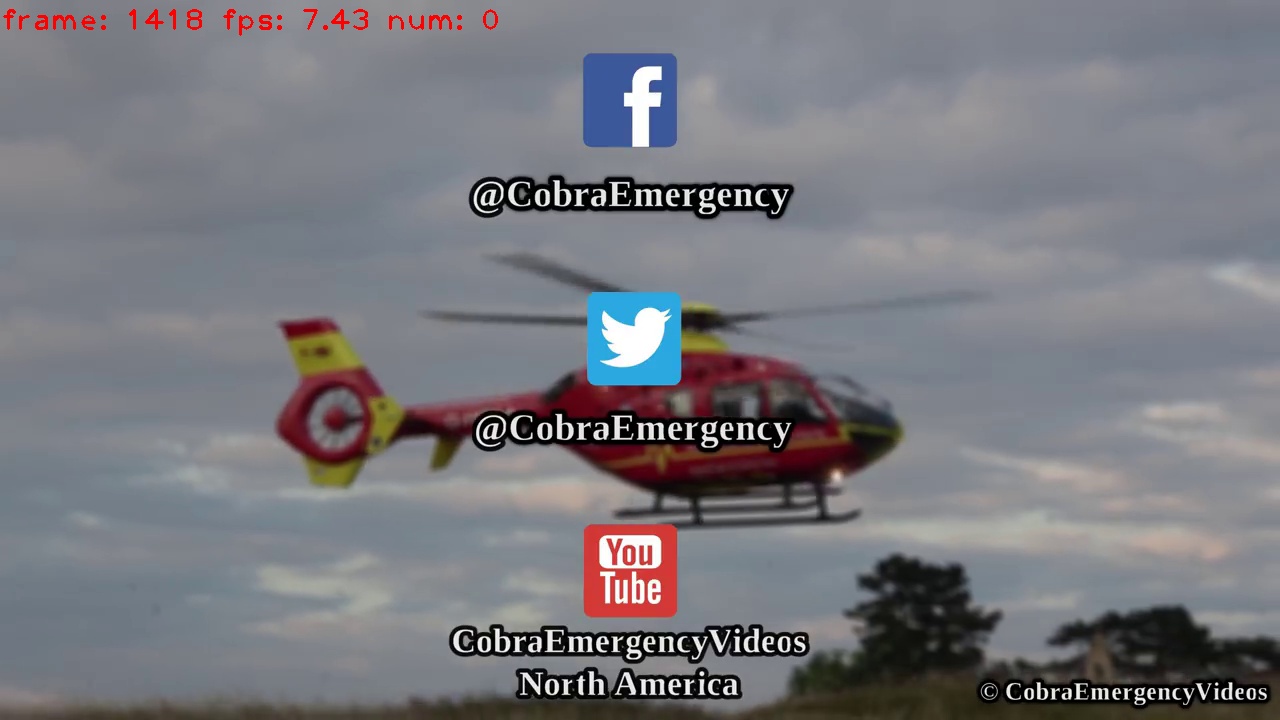 frame: 1418 fps: 7.43 num: 0
f
@CobraEmergency
@CobraEmergency
You
Tube
CobraEmergencyVideos
North America
© CobraEmergencyVideos